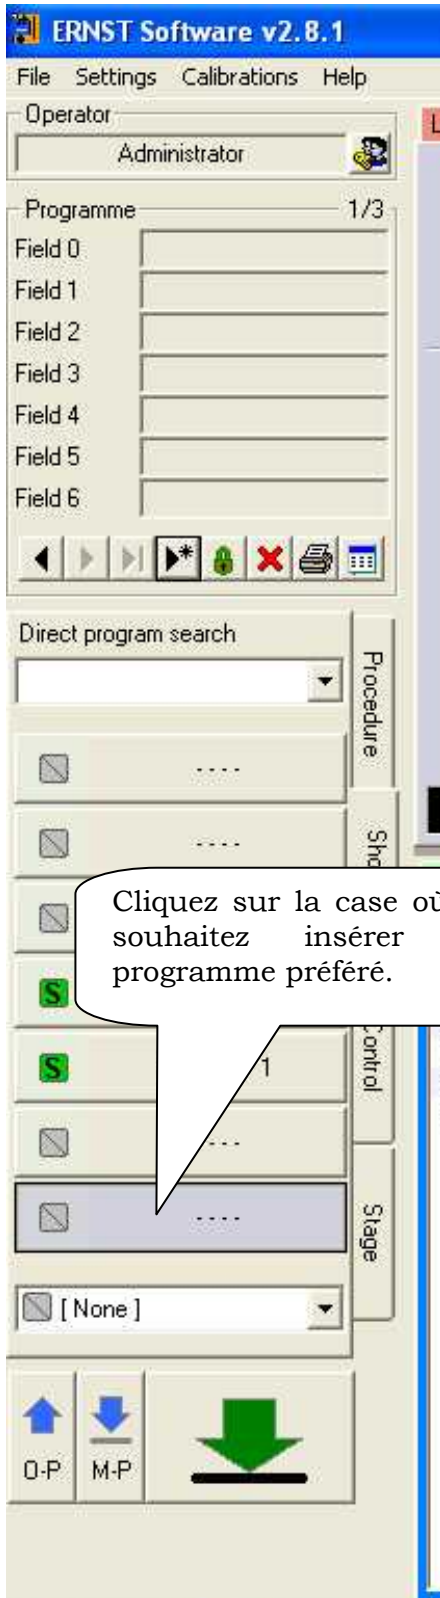 ERNST Software v2.8.1
File Settings Calibrations Help
Operator
Administrator
Programme 1/3
Field 0
Field 1
Field 2
Field 3
Field 4
Field 5
Field 6
Direct program search
Procedure
----
----
Cliquez sur la case où
souhaitez insérer
programme préféré.
S
S 1
Control
---
----
Stage
[ None ]
O-P M-P